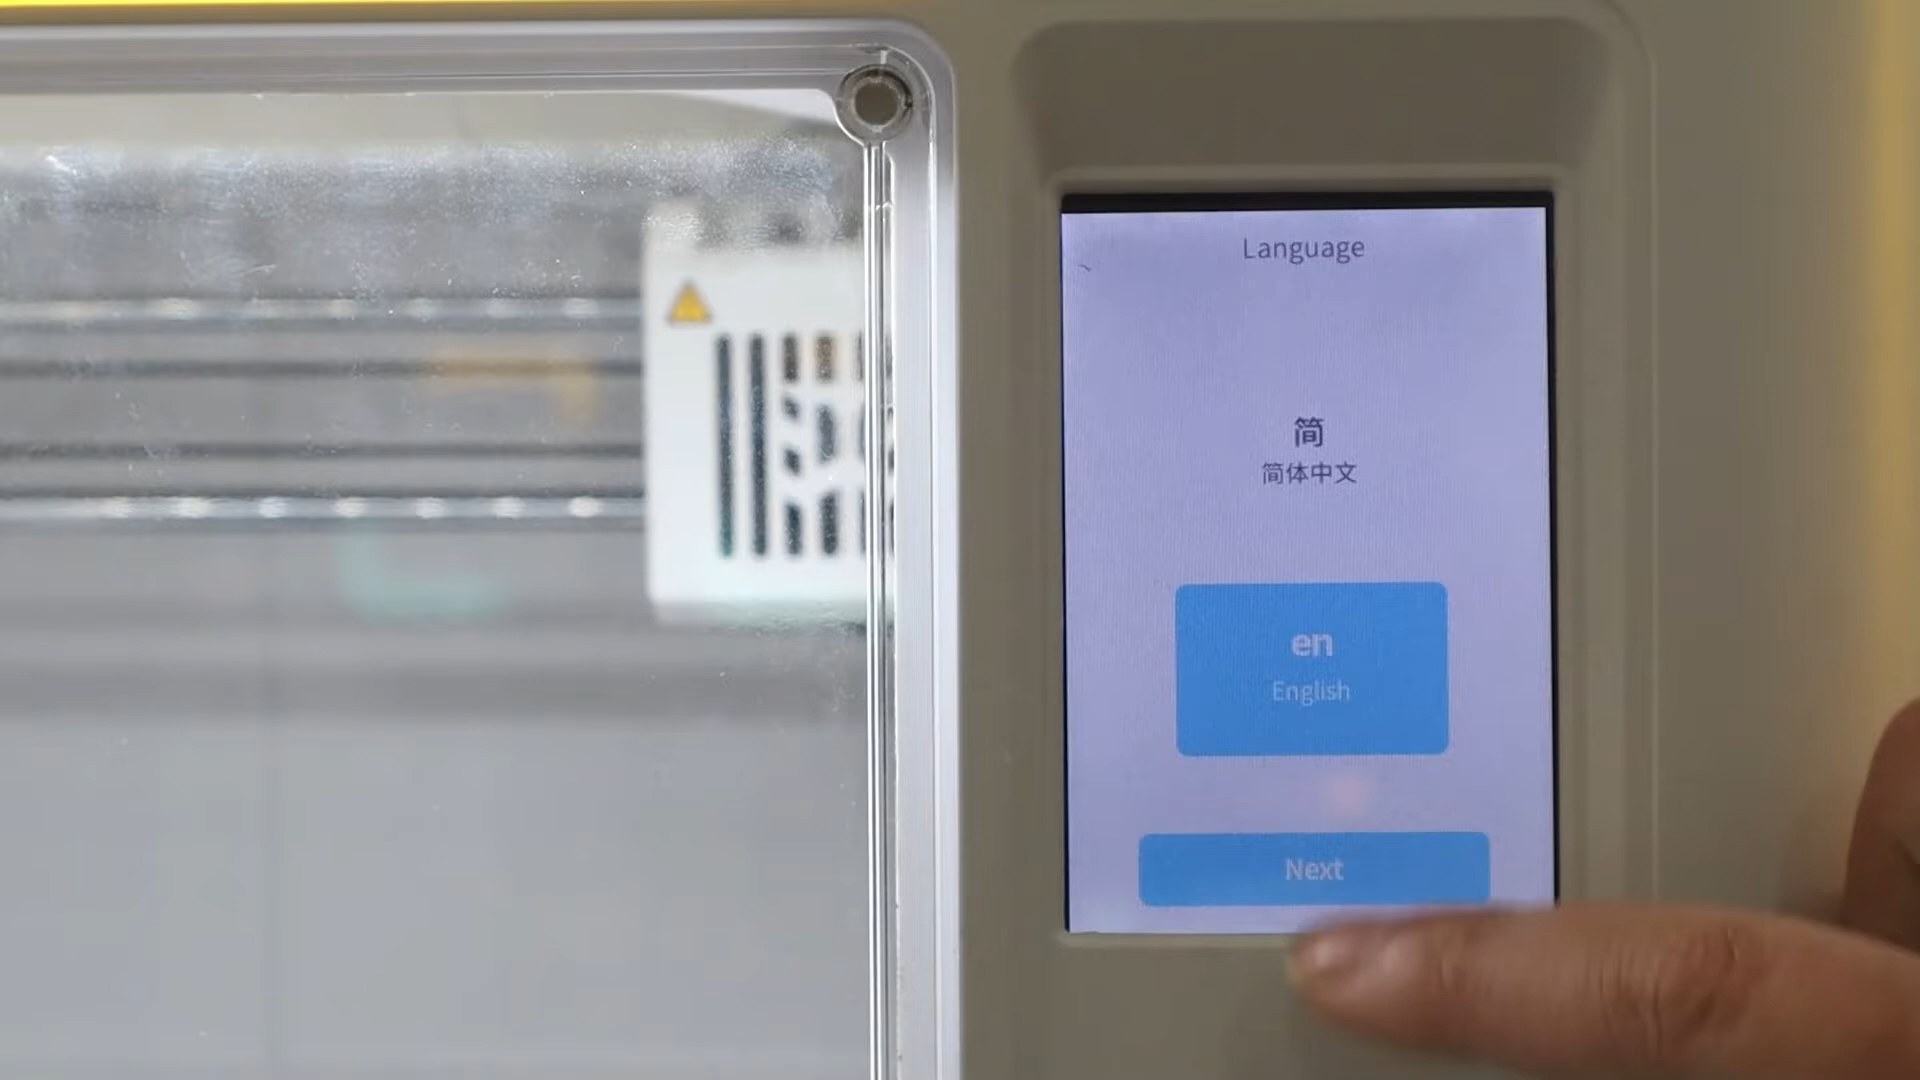 Language
简
简体中文
en
English
Next